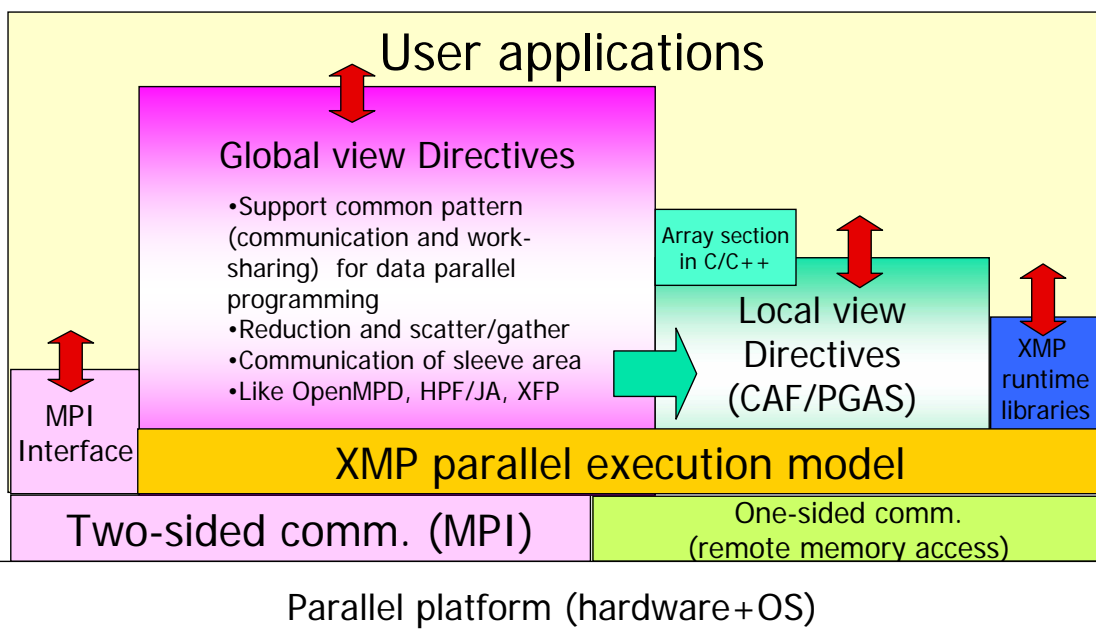 User applications
Global view Directives
•Support common pattern
(communication and work-
sharing) for data parallel
programming
•Reduction and scatter/gather
•Communication of sleeve area
•Like OpenMPD, HPF/JA, XFP
Array section
in C/C++
Local view
Directives
(CAF/PGAS)
XMP
runtime
libraries
MPI
Interface
XMP parallel execution model
Two-sided comm. (MPI)
One-sided comm.
(remote memory access)
Parallel platform (hardware+OS)